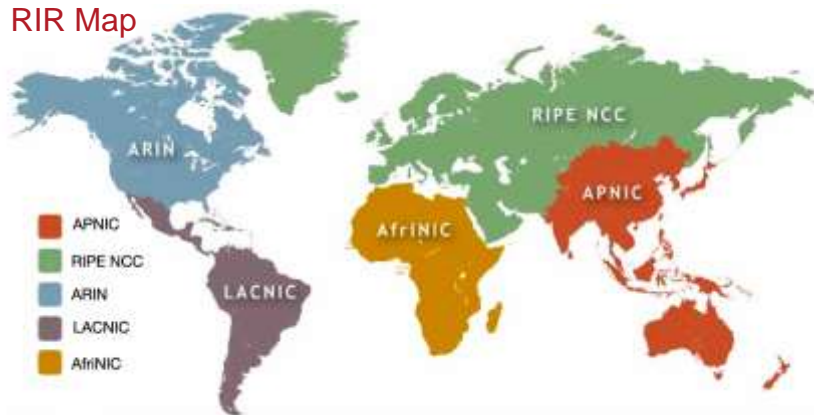 RIR Map
RIPE NCC
ARIN
APNIC
AfriNIC
LACNIC
APNIC
RIPE NCC
ARIN
LACNIC
AfriNIC